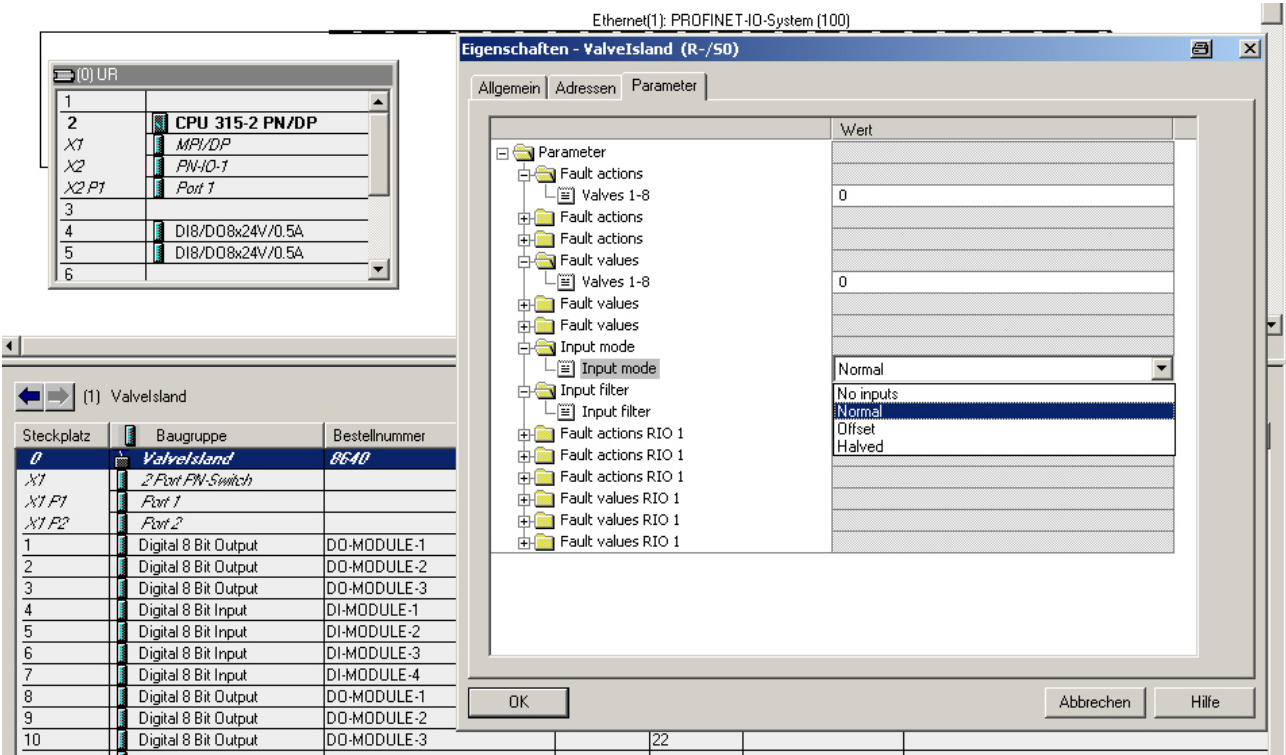 Ethernet(1): PROFINET-IO-System (100)
(0) UR
1
2 CPU 315-2 PN/DP
X1 MPI/DP
X2 PN-IO-1
X2 P1 Port 1
3
4 DI8/DO8x24V/0.5A
5 DI8/DO8x24V/0.5A
6
Eigenschaften - ValveIsland (R-/S0)
Allgemein Adressen Parameter
Wert
Parameter
Fault actions
Valves 1-8 0
Fault actions
Fault actions
Fault values
Valves 1-8 0
Fault values
Fault values
Input mode
Input mode Normal
Input filter No inputs
Normal
Input filter Offset
Fault actions RIO 1 Halved
Fault actions RIO 1
Fault actions RIO 1
Fault values RIO 1
Fault values RIO 1
Fault values RIO 1
OK Abbrechen Hilfe
(1) ValveIsland
Steckplatz Baugruppe Bestellnummer
0 ValveIsland 8640
X1 2 Port PN-Switch
X1 P1 Port 1
X1 P2 Port 2
1 Digital 8 Bit Output DO-MODULE-1
2 Digital 8 Bit Output DO-MODULE-2
3 Digital 8 Bit Output DO-MODULE-3
4 Digital 8 Bit Input DI-MODULE-1
5 Digital 8 Bit Input DI-MODULE-2
6 Digital 8 Bit Input DI-MODULE-3
7 Digital 8 Bit Input DI-MODULE-4
8 Digital 8 Bit Output DO-MODULE-1
9 Digital 8 Bit Output DO-MODULE-2
10 Digital 8 Bit Output DO-MODULE-3 22